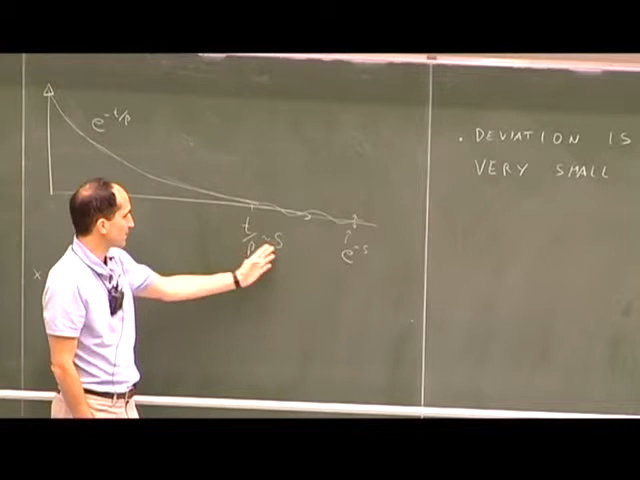 e^{-t/β}
t/β ~ S
e^{-S}
x
. DEVIATION IS
VERY SMALL